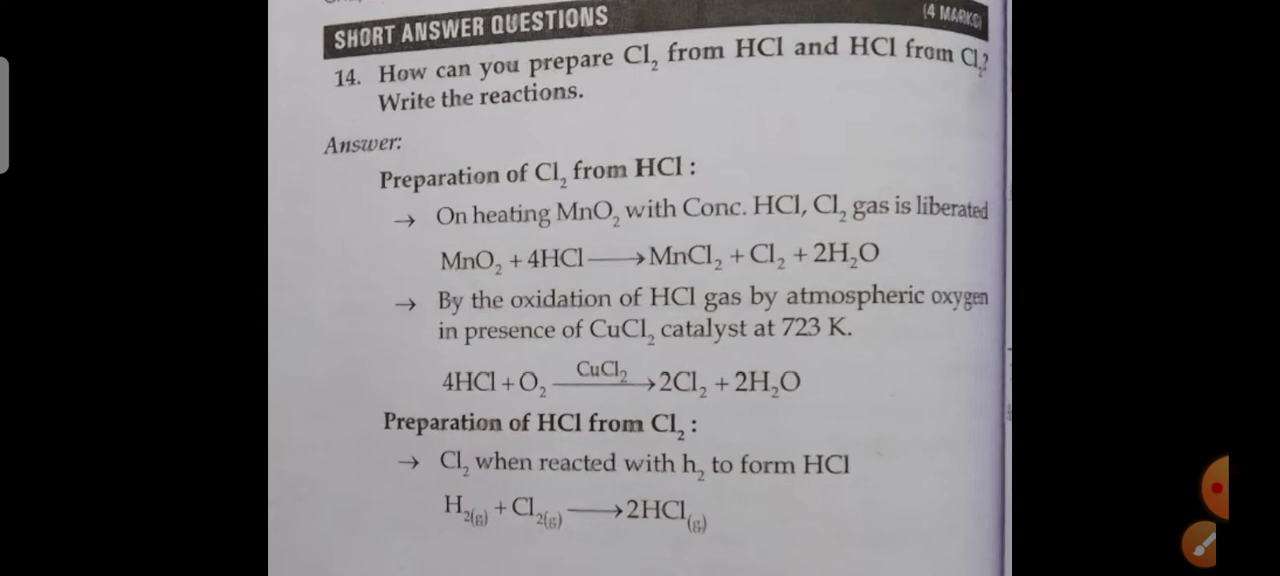 SHORT ANSWER QUESTIONS (4 MARKS)
14. How can you prepare Cl₂ from HCl and HCl from Cl₂?
Write the reactions.
Answer:
Preparation of Cl₂ from HCl :
→ On heating MnO₂ with Conc. HCl, Cl₂ gas is liberated
MnO₂ + 4HCl ⟶ MnCl₂ + Cl₂ + 2H₂O
→ By the oxidation of HCl gas by atmospheric oxygen
in presence of CuCl₂ catalyst at 723 K.
CuCl₂
4HCl + O₂ ⟶ 2Cl₂ + 2H₂O
Preparation of HCl from Cl₂ :
→ Cl₂ when reacted with h₂ to form HCl
H₂(g) + Cl₂(g) ⟶ 2HCl(g)